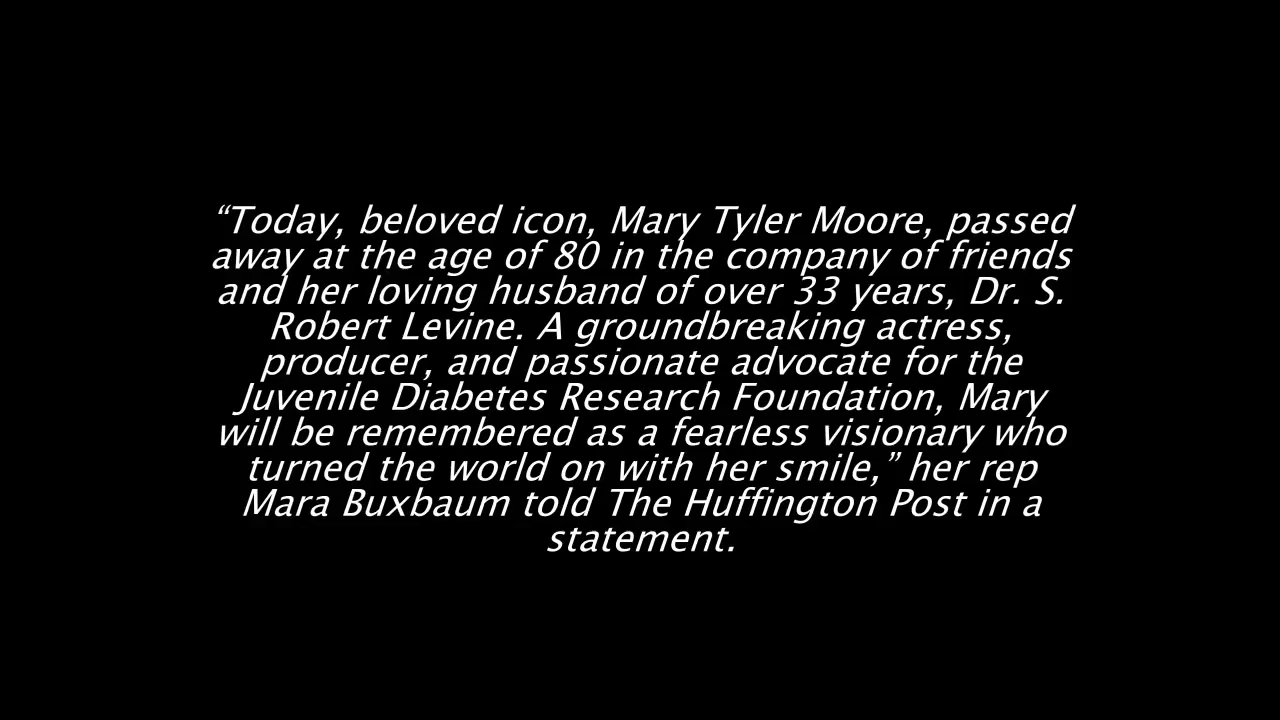 “Today, beloved icon, Mary Tyler Moore, passed
away at the age of 80 in the company of friends
and her loving husband of over 33 years, Dr. S.
Robert Levine. A groundbreaking actress,
producer, and passionate advocate for the
Juvenile Diabetes Research Foundation, Mary
will be remembered as a fearless visionary who
turned the world on with her smile,” her rep
Mara Buxbaum told The Huffington Post in a
statement.